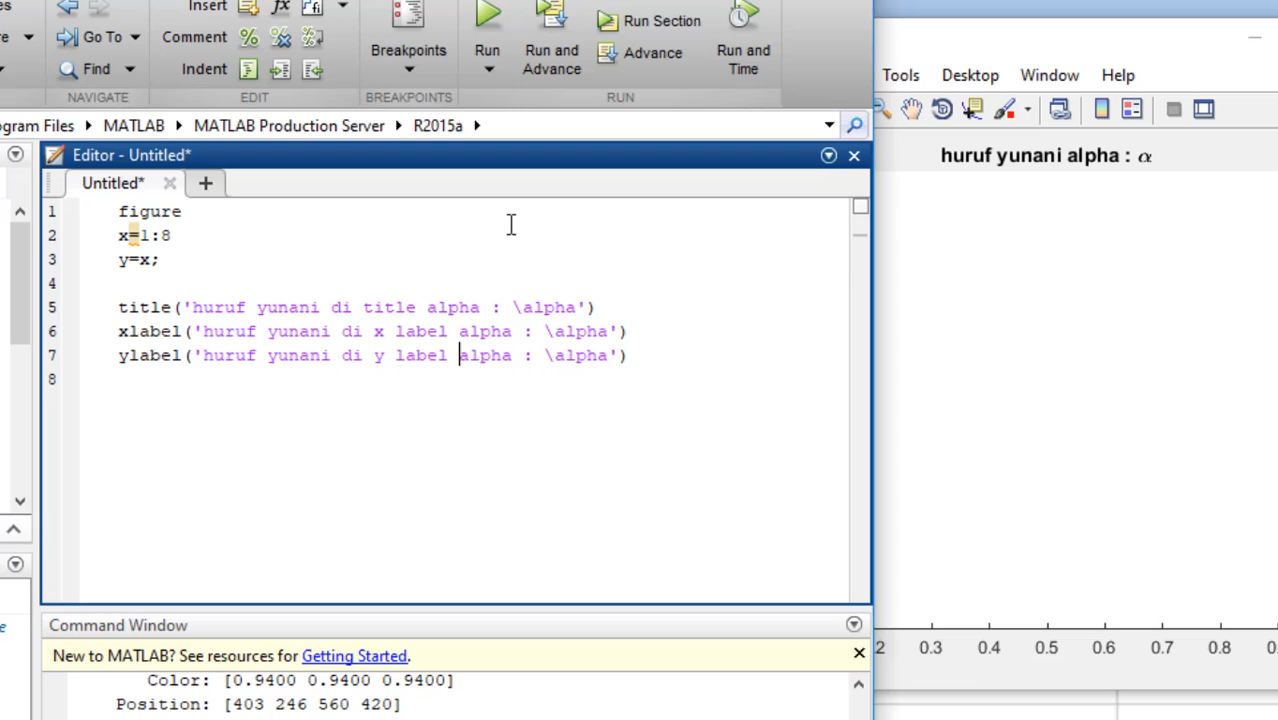 Insert
Go To
Comment
Find
Indent
Breakpoints
Run
Run and Advance
Run Section
Advance
Run and Time
NAVIGATE
EDIT
BREAKPOINTS
RUN
ogram Files MATLAB MATLAB Production Server R2015a
Editor - Untitled*
Untitled*
1 figure
2 x=1:8
3 y=x;
4
5 title('huruf yunani di title alpha : \alpha')
6 xlabel('huruf yunani di x label alpha : \alpha')
7 ylabel('huruf yunani di y label alpha : \alpha')
8
Command Window
New to MATLAB? See resources for Getting Started.
Color: [0.9400 0.9400 0.9400]
Position: [403 246 560 420]
Tools Desktop Window Help
huruf yunani alpha : α
0.3 0.4 0.5 0.6 0.7 0.8